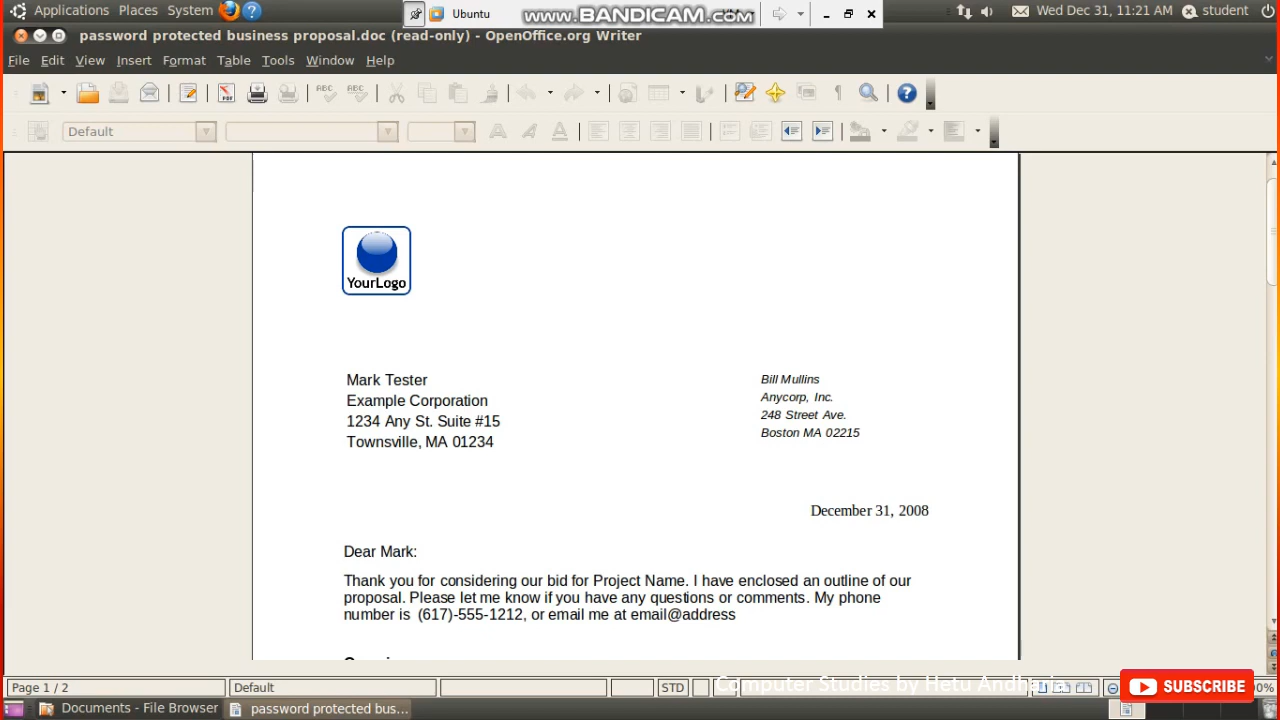 Applications Places System
Ubuntu
www.BANDICAM.com
Wed Dec 31, 11:21 AM
student
password protected business proposal.doc (read-only) - OpenOffice.org Writer
File Edit View Insert Format Table Tools Window Help
PDF
ABC ABC
Default
YourLogo
Mark Tester
Example Corporation
1234 Any St. Suite #15
Townsville, MA 01234
Bill Mullins
Anycorp, Inc.
248 Street Ave.
Boston MA 02215
December 31, 2008
Dear Mark:
Thank you for considering our bid for Project Name. I have enclosed an outline of our
proposal. Please let me know if you have any questions or comments. My phone
number is (617)-555-1212, or email me at email@address
Page 1 / 2
Default
STD
Computer Studies by Hetu Andharia
SUBSCRIBE
Documents - File Browser
password protected bus...